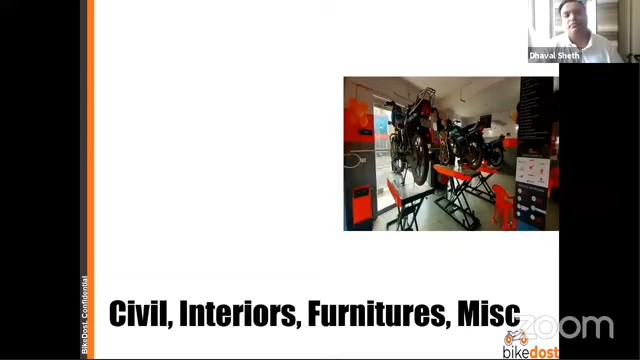 Dhaval Sheth
BikeDost, Confidential
Civil, Interiors, Furnitures, Misc
zoom
bikedost